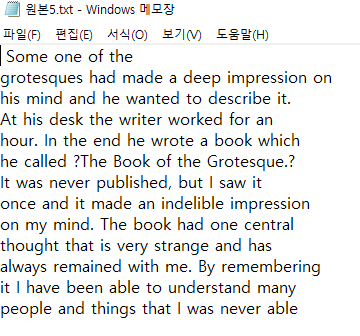 원본5.txt - Windows 메모장
파일(F) 편집(E) 서식(O) 보기(V) 도움말(H)
Some one of the
grotesques had made a deep impression on
his mind and he wanted to describe it.
At his desk the writer worked for an
hour. In the end he wrote a book which
he called ?The Book of the Grotesque.?
It was never published, but I saw it
once and it made an indelible impression
on my mind. The book had one central
thought that is very strange and has
always remained with me. By remembering
it I have been able to understand many
people and things that I was never able